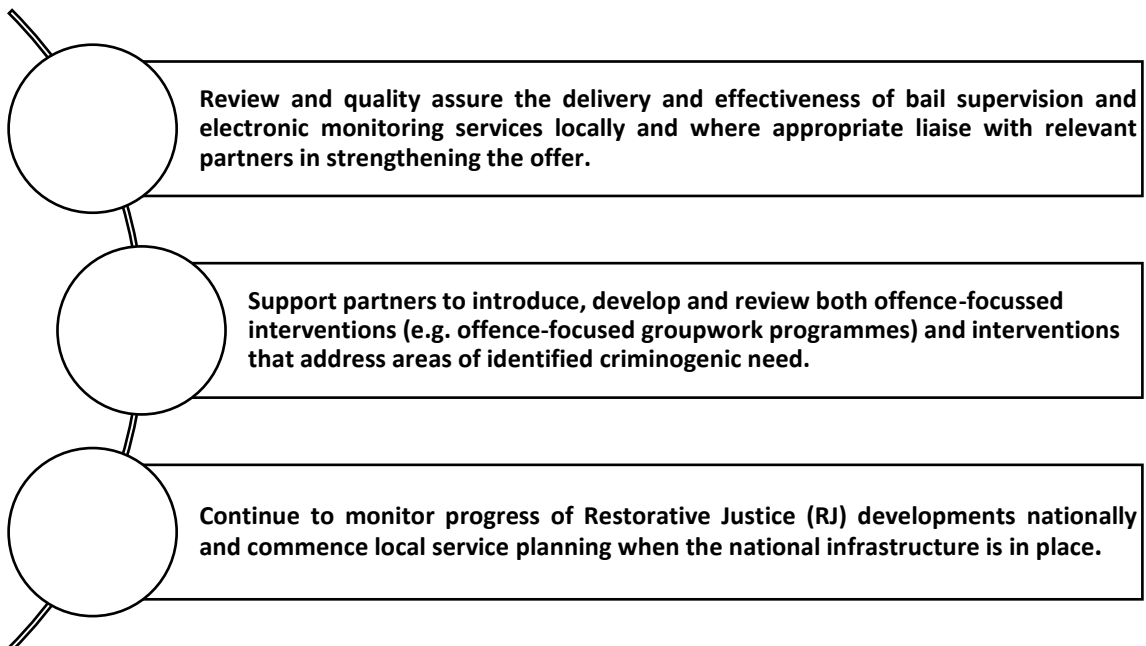 Review and quality assure the delivery and effectiveness of bail supervision and
electronic monitoring services locally and where appropriate liaise with relevant
partners in strengthening the offer.
Support partners to introduce, develop and review both offence-focussed
interventions (e.g. offence-focused groupwork programmes) and interventions
that address areas of identified criminogenic need.
Continue to monitor progress of Restorative Justice (RJ) developments nationally
and commence local service planning when the national infrastructure is in place.